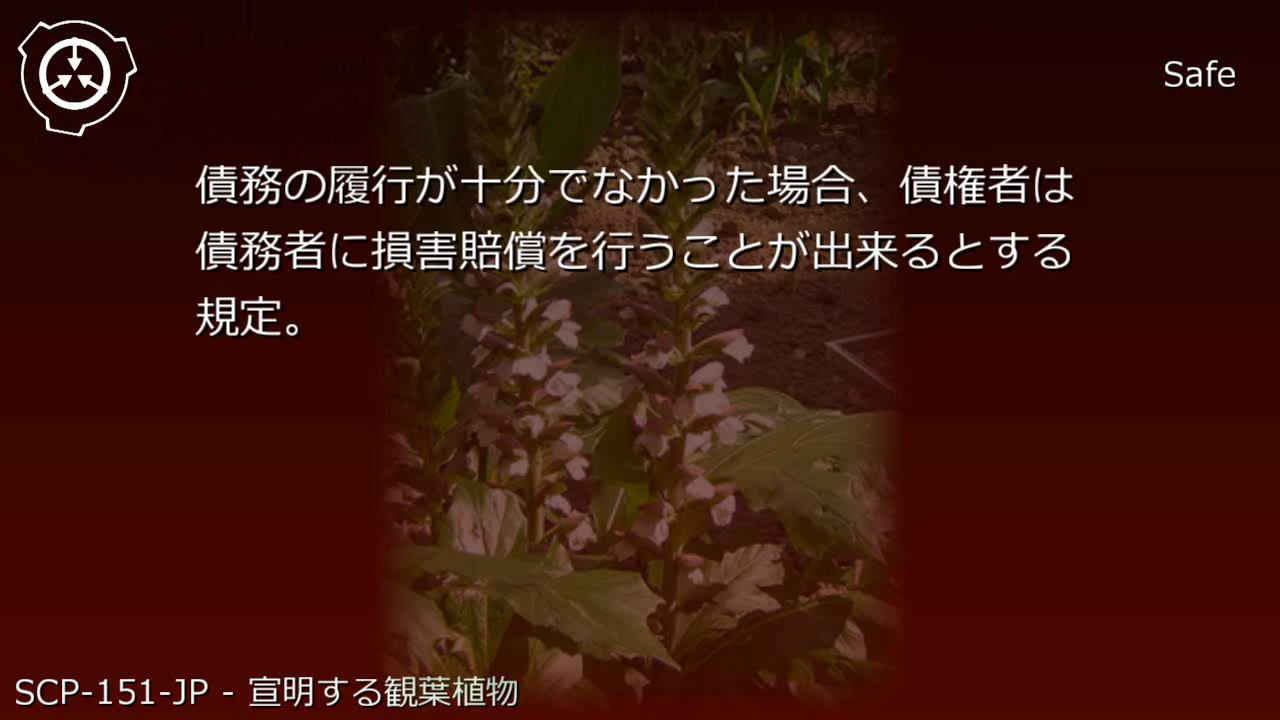 Safe
債務の履行が十分でなかった場合、債権者は
債務者に損害賠償を行うことが出来るとする
規定。
SCP-151-JP - 宣明する観葉植物